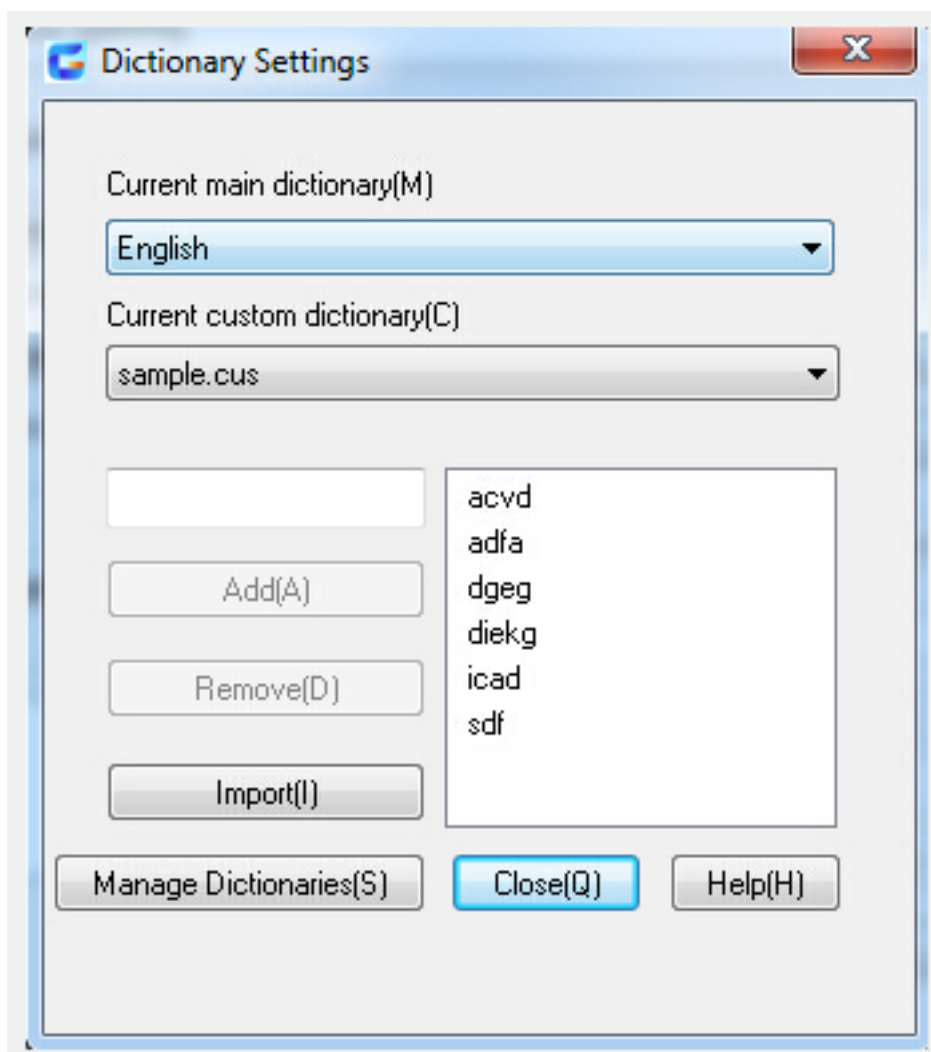 Dictionary Settings
Current main dictionary(M)
English
Current custom dictionary(C)
sample.cus
acvd
adfa
dgeg
diekg
icad
sdf
Add(A)
Remove(D)
Import(I)
Manage Dictionaries(S)
Close(Q)
Help(H)